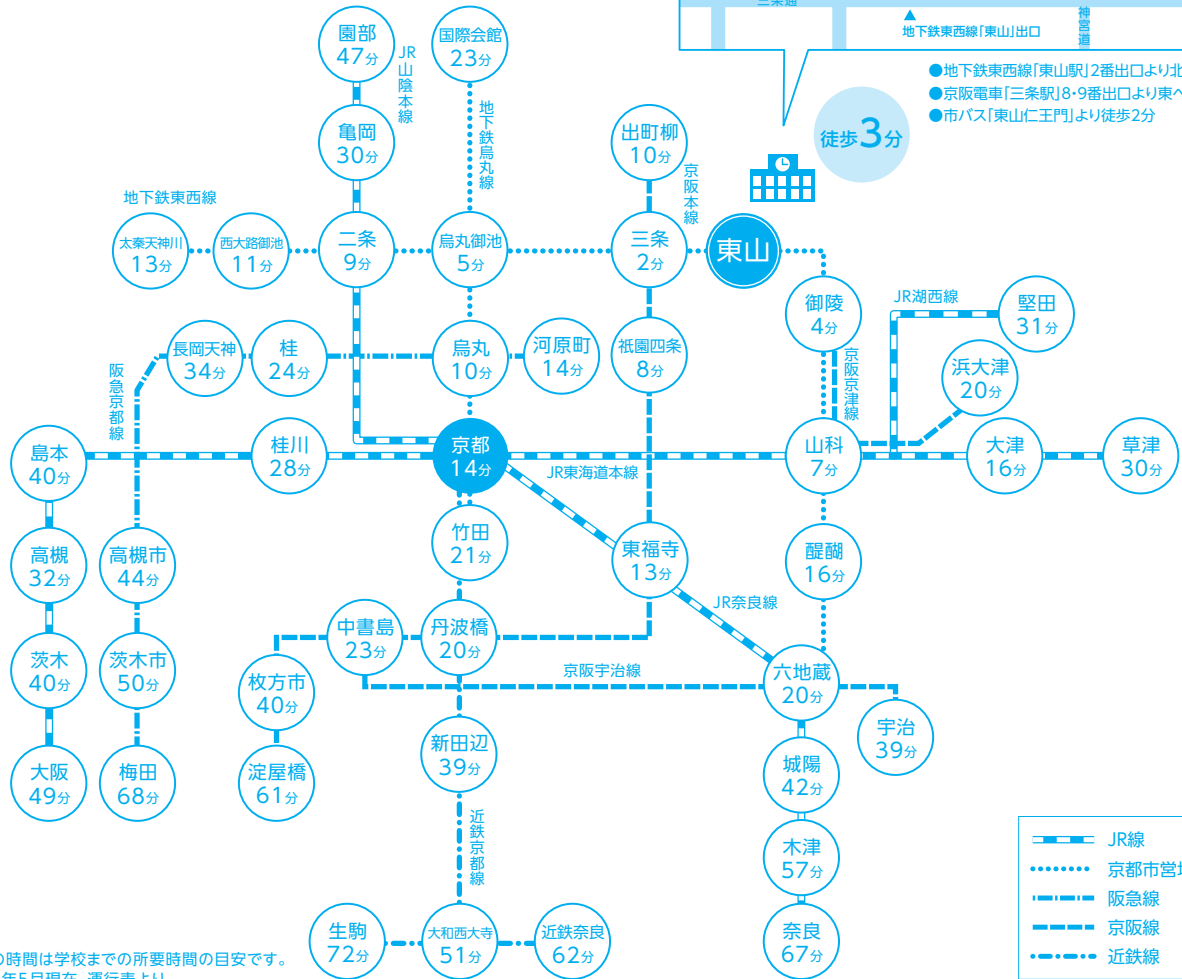 三条通
地下鉄東西線「東山」出口
神宮道
●地下鉄東西線「東山駅」2番出口より北
●京阪電車「三条駅」8・9番出口より東へ
●市バス「東山仁王門」より徒歩2分
徒歩3分
園部
47分
JR山陰本線
国際会館
23分
地下鉄烏丸線
亀岡
30分
出町柳
10分
京阪本線
地下鉄東西線
太秦天神川
13分
西大路御池
11分
二条
9分
烏丸御池
5分
三条
2分
東山
御陵
4分
JR湖西線
堅田
31分
長岡天神
34分
桂
24分
烏丸
10分
河原町
14分
祇園四条
8分
京阪京津線
浜大津
20分
阪急京都線
島本
40分
桂川
28分
京都
14分
JR東海道本線
山科
7分
大津
16分
草津
30分
高槻
32分
高槻市
44分
竹田
21分
東福寺
13分
醍醐
16分
JR奈良線
中書島
23分
丹波橋
20分
京阪宇治線
六地蔵
20分
茨木
40分
茨木市
50分
枚方市
40分
宇治
39分
新田辺
39分
大阪
49分
梅田
68分
淀屋橋
61分
城陽
42分
近鉄京都線
木津
57分
生駒
72分
大和西大寺
51分
近鉄奈良
62分
奈良
67分
JR線
京都市営
阪急線
京阪線
近鉄線
の時間は学校までの所要時間の目安です。
年5月現在 運行表より